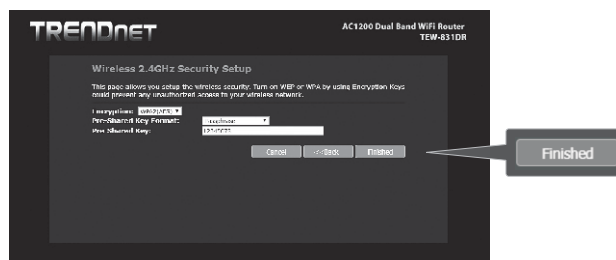 TRENDNET
AC1200 Dual Band WiFi Router
TEW-831DR
Wireless 2.4GHz Security Setup
This page allows you setup the wireless security. Turn on WEP or WPA by using Encryption Keys
could prevent any unauthorized access to your wireless network.
Encryption: WPA2(AES)
Pre-Shared Key Format:
Pre-Shared Key:
Cancel <<Back Finished
Finished